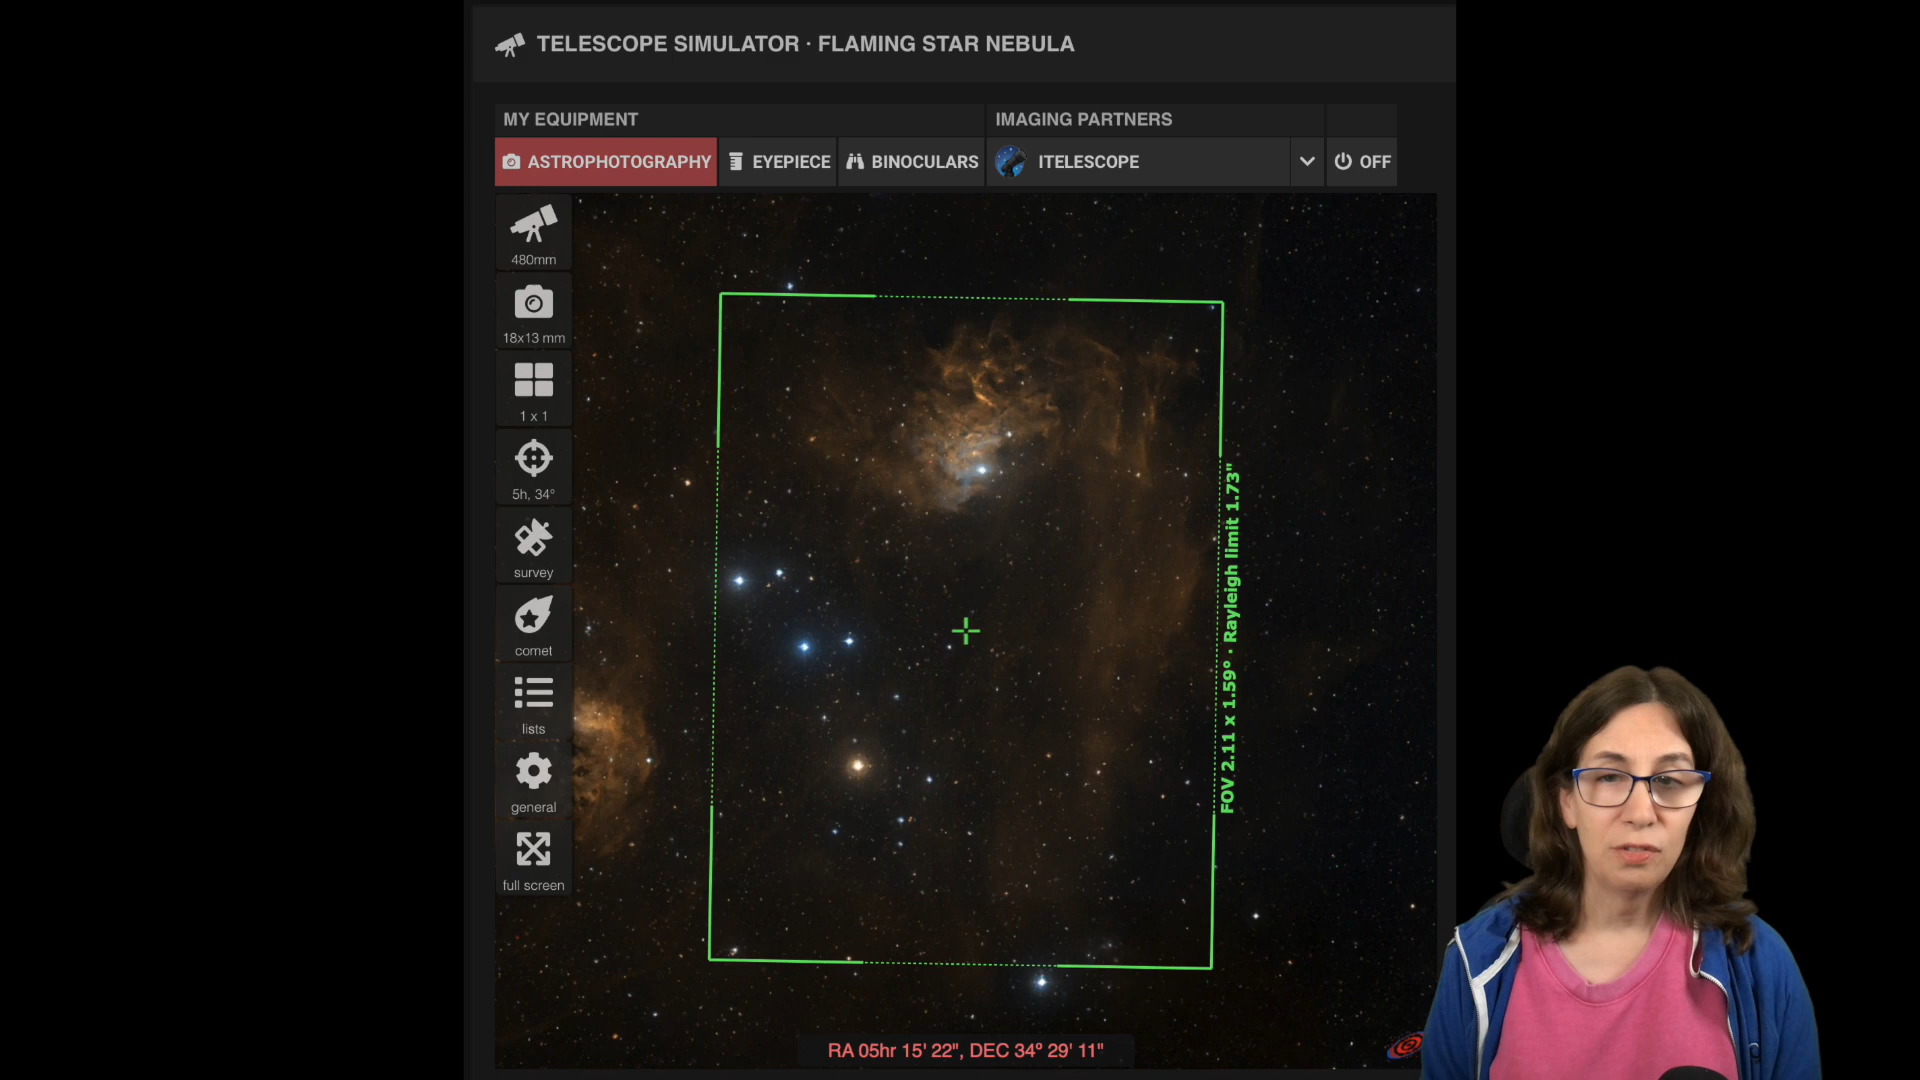 TELESCOPE SIMULATOR · FLAMING STAR NEBULA
MY EQUIPMENT
IMAGING PARTNERS
ASTROPHOTOGRAPHY
EYEPIECE
BINOCULARS
ITELESCOPE
OFF
480mm
18x13 mm
1 x 1
5h, 34°
survey
comet
lists
general
full screen
FOV 2.11 x 1.59° · Rayleigh limit 1.73"
RA 05hr 15' 22", DEC 34º 29' 11"